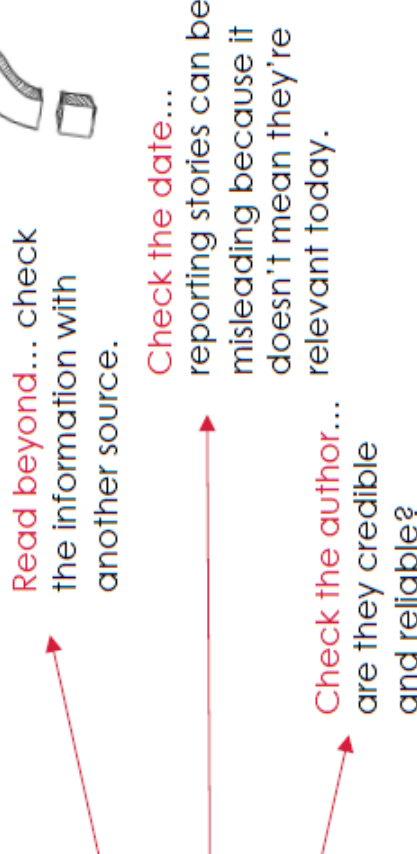 Read beyond... check
the information with
another source.
Check the date...
reporting stories can be
misleading because it
doesn't mean they're
relevant today.
Check the author...
are they credible
and reliable?